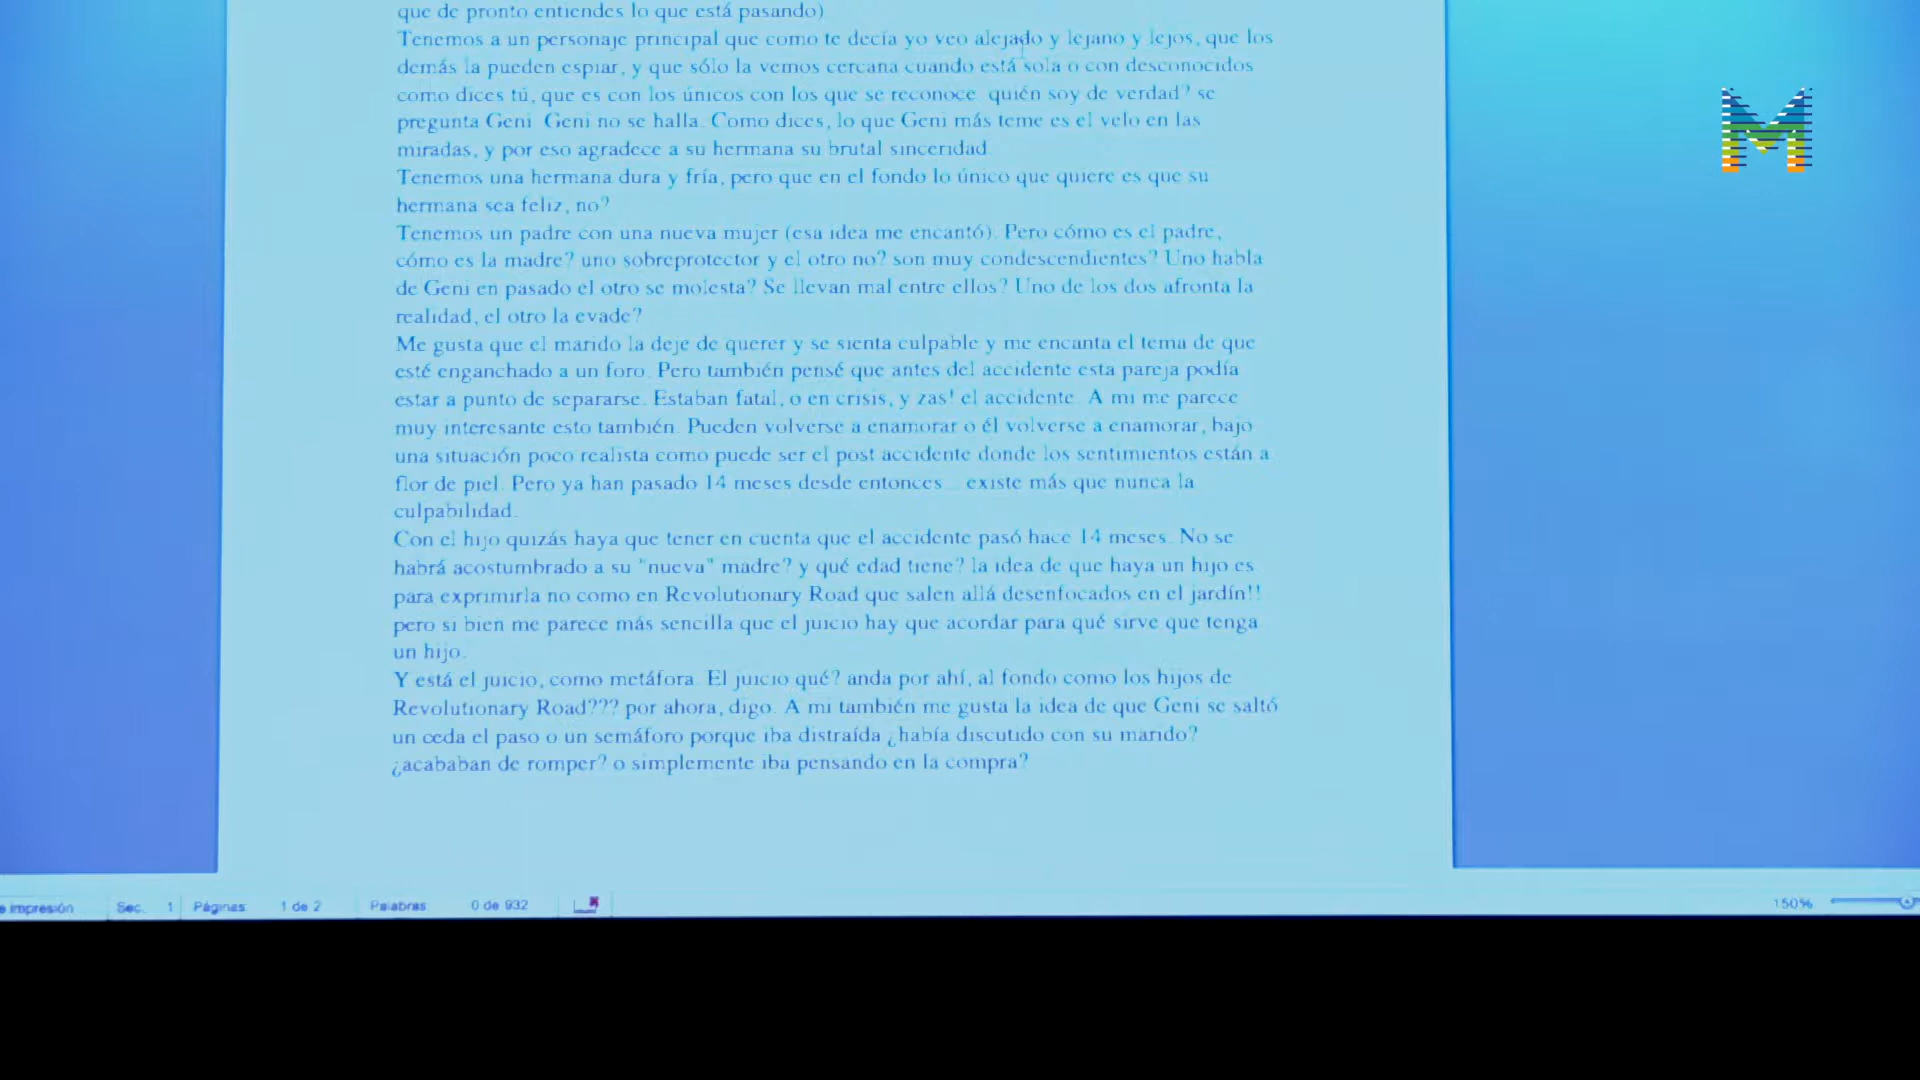 que de pronto entiendes lo que está pasando)
Tenemos a un personaje principal que como te decía yo veo alejado y lejano y lejos, que los
demás la pueden espiar, y que sólo la vemos cercana cuando está sola o con desconocidos
como dices tú, que es con los únicos con los que se reconoce. quién soy de verdad? se
pregunta Geni. Geni no se halla. Como dices, lo que Geni más teme es el velo en las
miradas, y por eso agradece a su hermana su brutal sinceridad.
Tenemos una hermana dura y fría, pero que en el fondo lo único que quiere es que su
hermana sea feliz, no?
Tenemos un padre con una nueva mujer (esa idea me encantó). Pero cómo es el padre,
cómo es la madre? uno sobreprotector y el otro no? son muy condescendientes? Uno habla
de Geni en pasado el otro se molesta? Se llevan mal entre ellos? Uno de los dos afronta la
realidad, el otro la evade?
Me gusta que el marido la deje de querer y se sienta culpable y me encanta el tema de que
esté enganchado a un foro. Pero también pensé que antes del accidente esta pareja podía
estar a punto de separarse. Estaban fatal, o en crisis, y zas! el accidente. A mi me parece
muy interesante esto también. Pueden volverse a enamorar o él volverse a enamorar, bajo
una situación poco realista como puede ser el post accidente donde los sentimientos están a
flor de piel. Pero ya han pasado 14 meses desde entonces... existe más que nunca la
culpabilidad.
Con el hijo quizás haya que tener en cuenta que el accidente pasó hace 14 meses. No se
habrá acostumbrado a su "nueva" madre? y qué edad tiene? la idea de que haya un hijo es
para exprimirla no como en Revolutionary Road que salen allá desenfocados en el jardín!!
pero si bien me parece más sencilla que el juicio hay que acordar para qué sirve que tenga
un hijo.
Y está el juicio, como metáfora. El juicio qué? anda por ahí, al fondo como los hijos de
Revolutionary Road??? por ahora, digo. A mi también me gusta la idea de que Geni se saltó
un ceda el paso o un semáforo porque iba distraída ¿había discutido con su marido?
¿acababan de romper? o simplemente iba pensando en la compra?
e impresión Sec. 1 Páginas: 1 de 2 Palabras: 0 de 932 150%
M